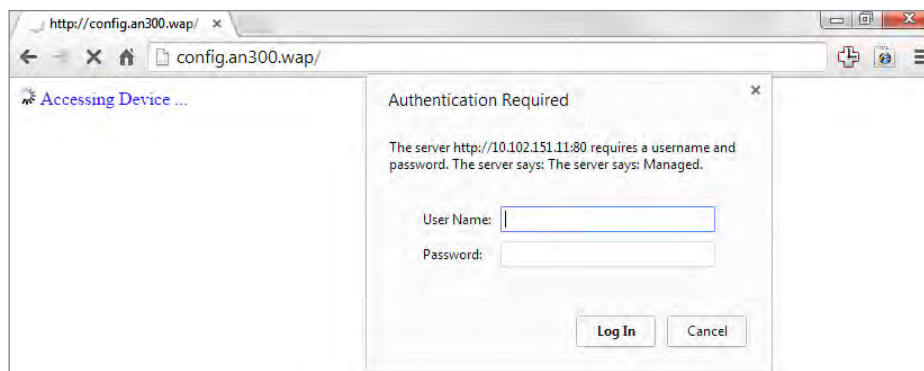 http://config.an300.wap/
config.an300.wap/
Accessing Device ...
Authentication Required
The server http://10.102.151.11:80 requires a username and
password. The server says: The server says: Managed.
User Name:
Password:
Log In
Cancel